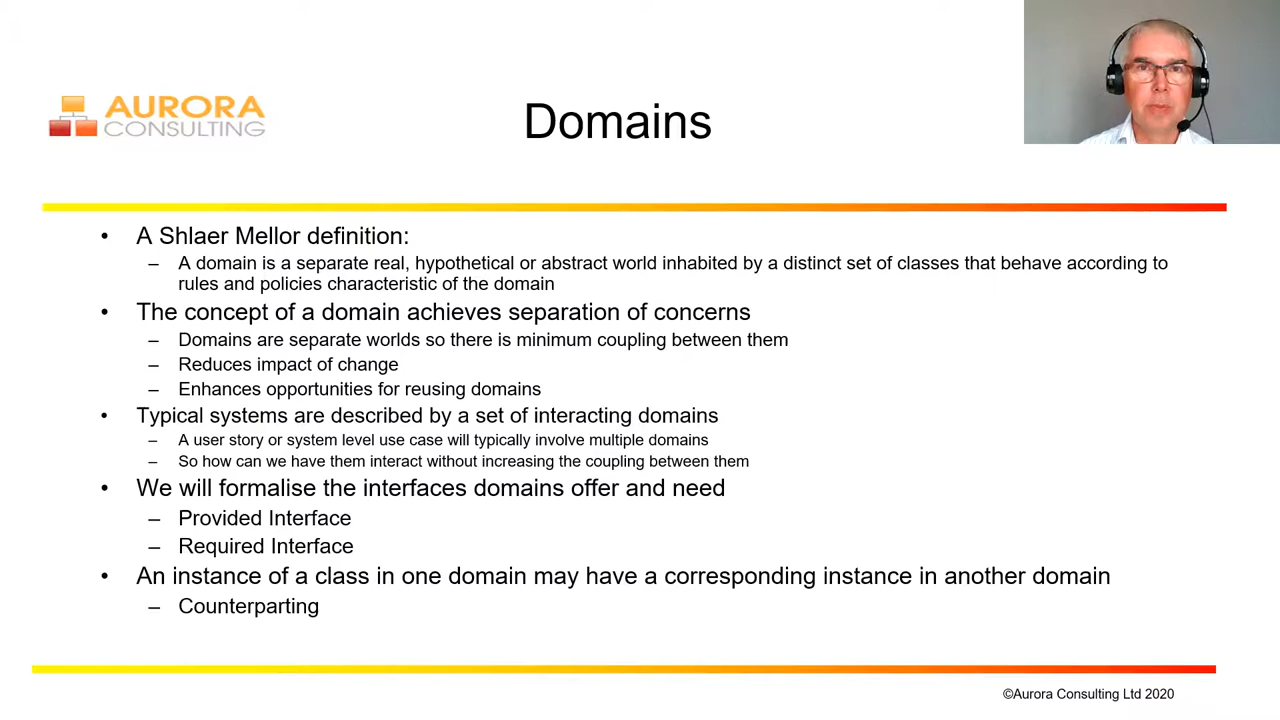 AURORA
CONSULTING
Domains
• A Shlaer Mellor definition:
– A domain is a separate real, hypothetical or abstract world inhabited by a distinct set of classes that behave according to
rules and policies characteristic of the domain
• The concept of a domain achieves separation of concerns
– Domains are separate worlds so there is minimum coupling between them
– Reduces impact of change
– Enhances opportunities for reusing domains
• Typical systems are described by a set of interacting domains
– A user story or system level use case will typically involve multiple domains
– So how can we have them interact without increasing the coupling between them
• We will formalise the interfaces domains offer and need
– Provided Interface
– Required Interface
• An instance of a class in one domain may have a corresponding instance in another domain
– Counterparting
©Aurora Consulting Ltd 2020